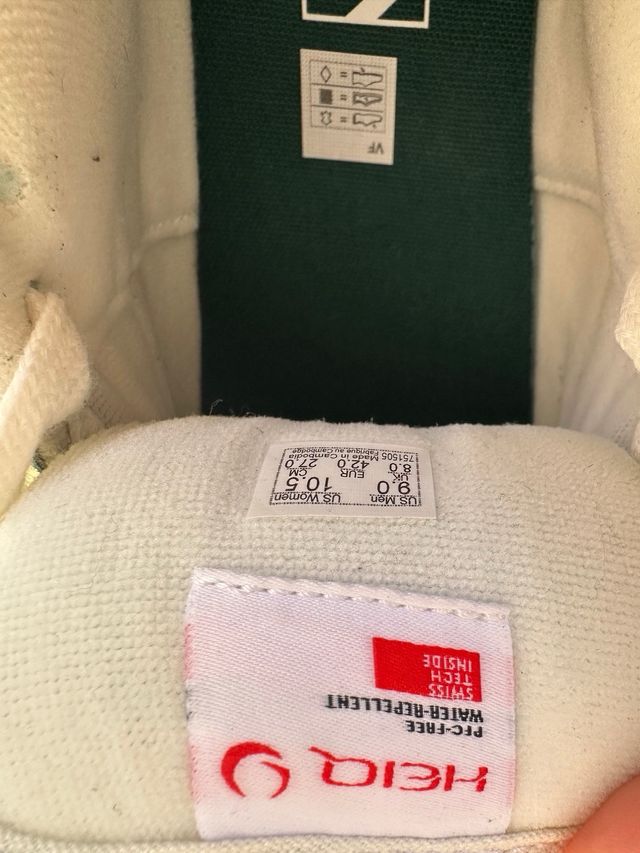 HEIQ
PFC-FREE
WATER-REPELLENT
SWISS
TECH
INSIDE
US.Men. US.Women.
9.0 10.5
UK. EUR CM
8.0 42.0 27.0
751505 Made in Cambodia
Fabrique au Cambodge
VF